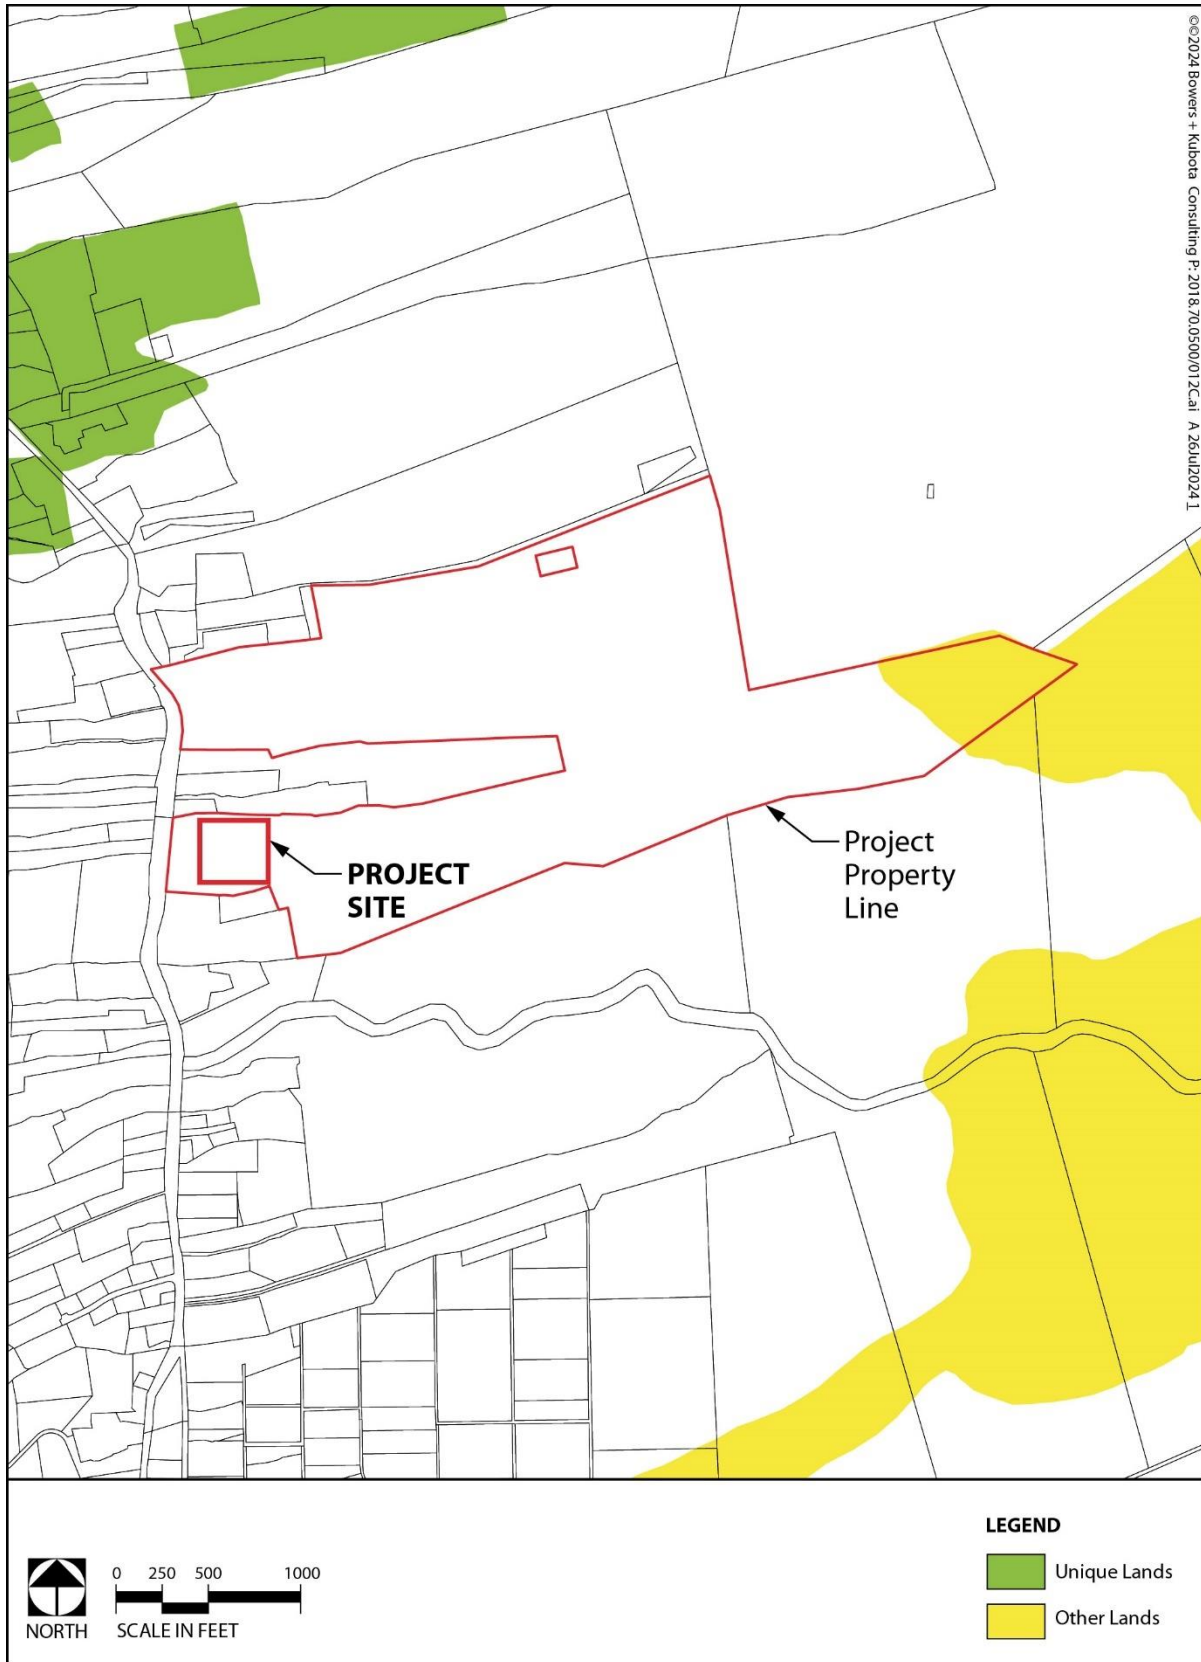 ©©2024 Bowers + Kubota Consulting P: 2018.70.0500/012C.ai A 26Jul2024 1
PROJECT
SITE
Project
Property
Line
LEGEND
Unique Lands
Other Lands
NORTH
0 250 500 1000
SCALE IN FEET